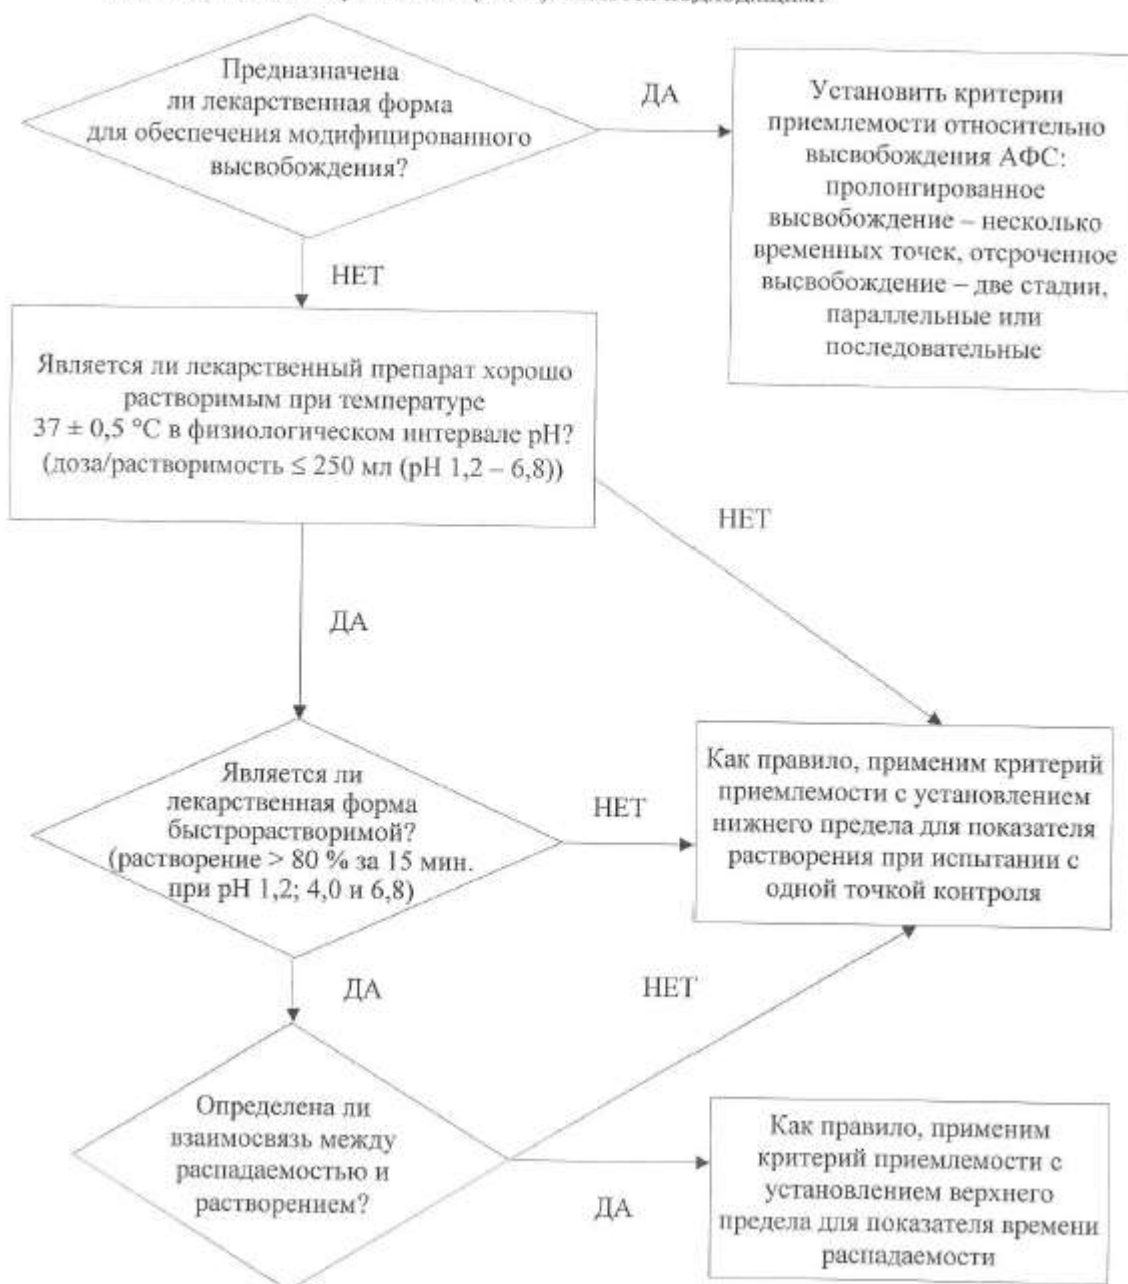 Предназначена
ли лекарственная форма
для обеспечения модифицированного
высвобождения?
ДА
Установить критерии
приемлемости относительно
высвобождения АФС:
пролонгированное
высвобождение – несколько
временных точек, отсроченное
высвобождение – две стадии,
параллельные или
последовательные
НЕТ
Является ли лекарственный препарат хорошо
растворимым при температуре
37 ± 0,5 °С в физиологическом интервале pH?
(доза/растворимость ≤ 250 мл (pH 1,2 – 6,8))
НЕТ
ДА
Является ли
лекарственная форма
быстрорастворимой?
(растворение > 80 % за 15 мин.
при pH 1,2; 4,0 и 6,8)
НЕТ
Как правило, применим критерий
приемлемости с установлением
нижнего предела для показателя
растворения при испытании с
одной точкой контроля
ДА
НЕТ
Определена ли
взаимосвязь между
распадаемостью и
растворением?
ДА
Как правило, применим
критерий приемлемости с
установлением верхнего
предела для показателя времени
распадаемости